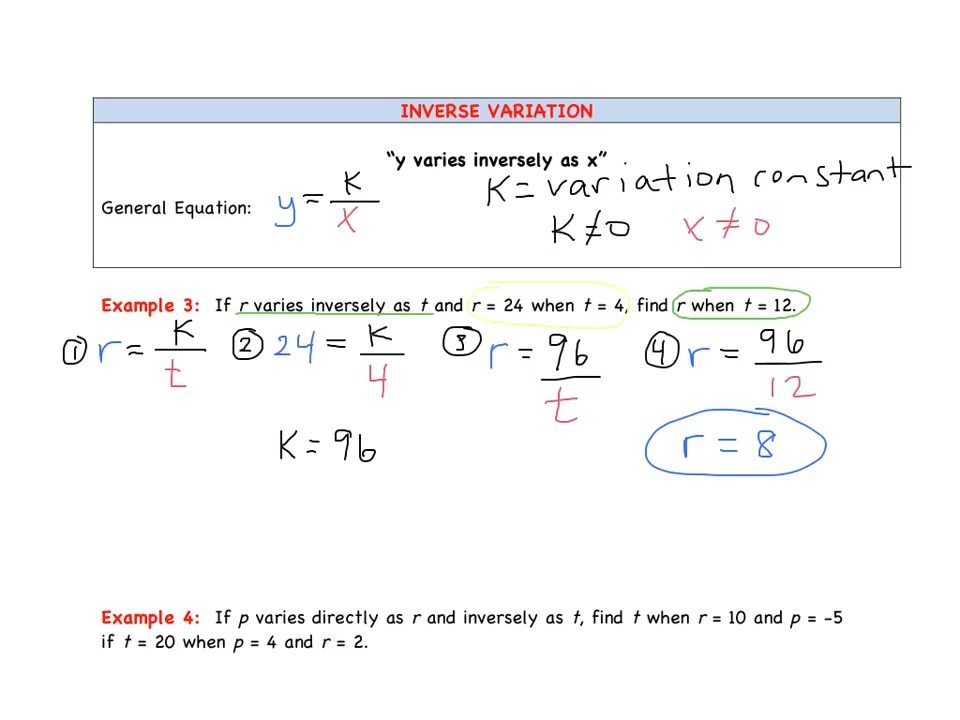 INVERSE VARIATION
"y varies inversely as x"
General Equation: y = K/x
K = variation constant
K ≠ 0 x ≠ 0
Example 3: If r varies inversely as t and r = 24 when t = 4, find r when t = 12.
① r = K/t ② 24 = K/4 ③ r = 96/t ④ r = 96/12
K = 96 r = 8
Example 4: If p varies directly as r and inversely as t, find t when r = 10 and p = -5
if t = 20 when p = 4 and r = 2.